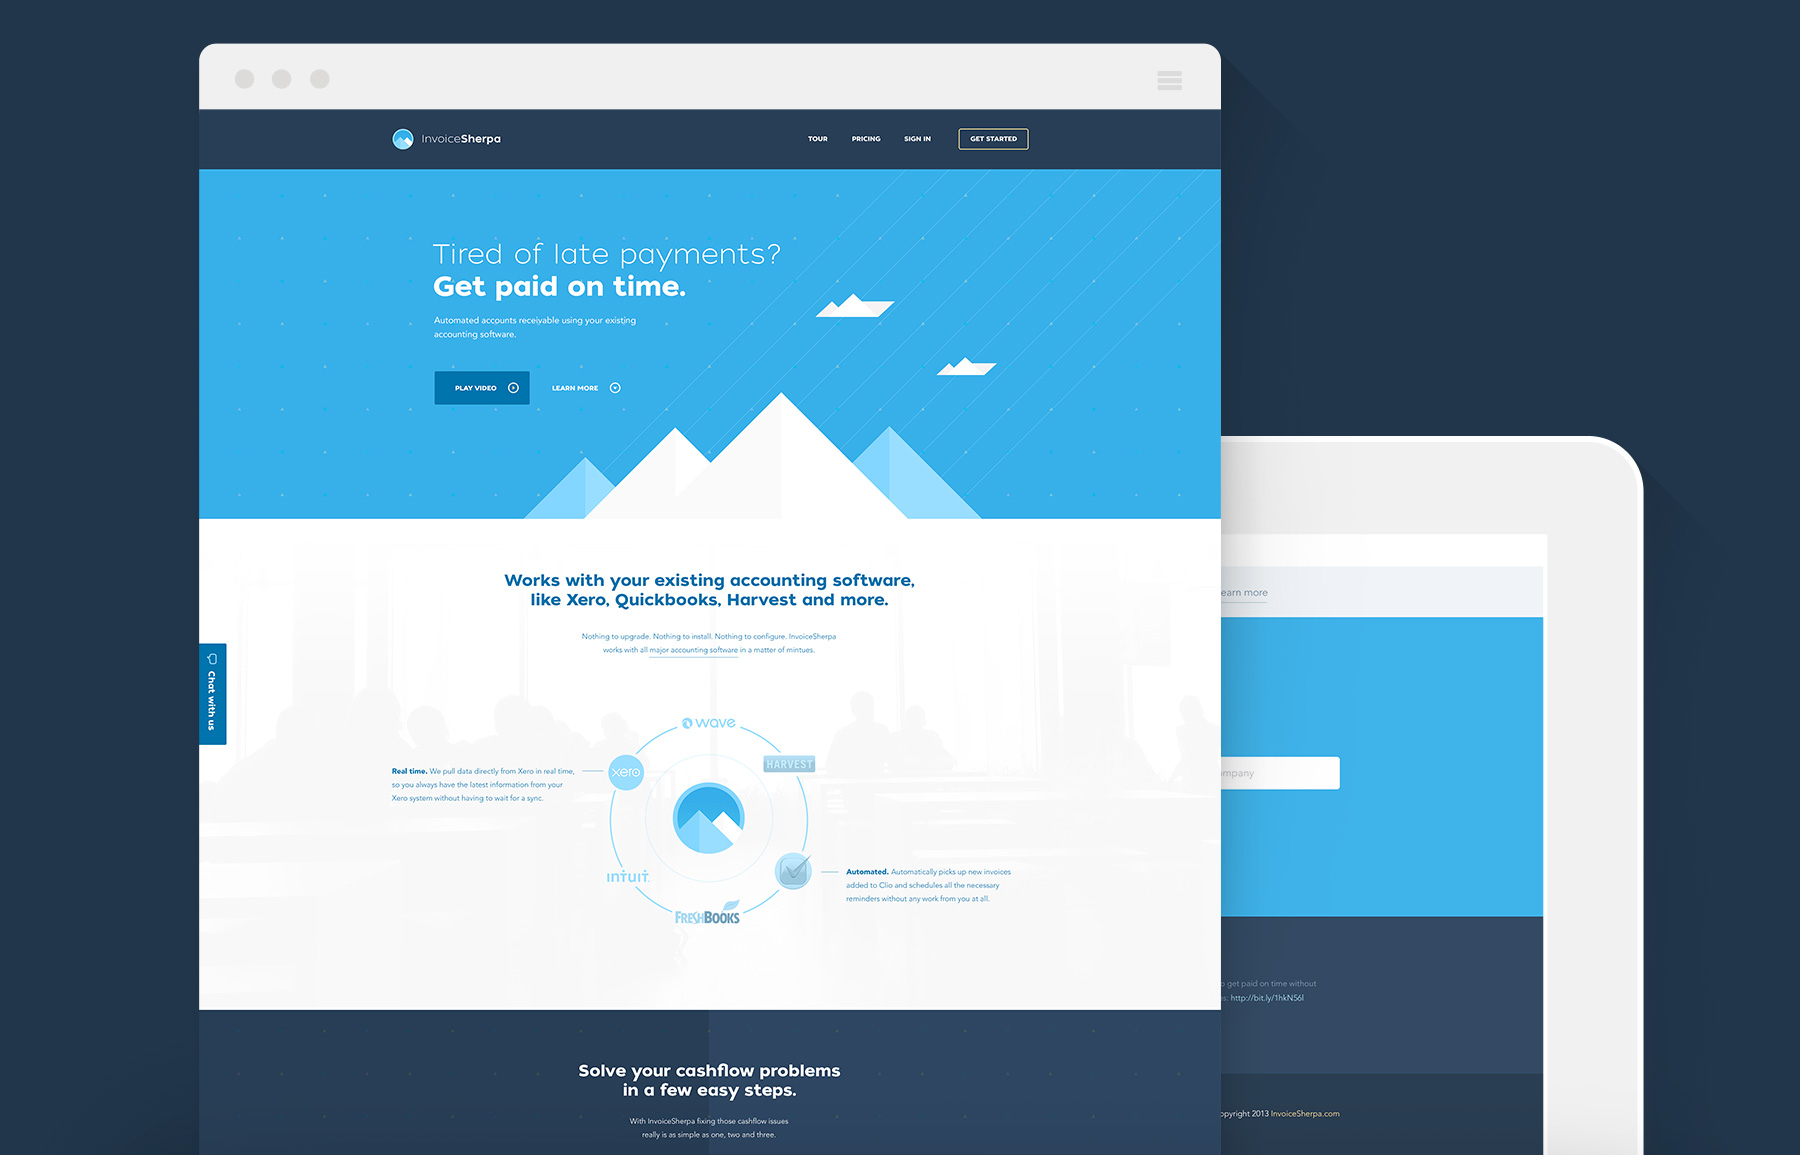 InvoiceSherpa
TOUR
PRICING
SIGN IN
GET STARTED
Tired of late payments?
Get paid on time.
Automated accpunts receiyable using your existing
accounting software.
PLAY VIDEO
LEARN MORE
Works with your existing accounting software,
like Xero, Quickbooks, Harvest and more.
Nothing to upgrade. Nothing to install. Nothing to configure. InvoiceSherpa
works with all major accounting software in a matter of mintues.
Chat with us
wave
HARVEST
xero
Real time. We pull data directly from Xero in real time,
so you always have the latest information from your
Xero system without having to wait for a sync.
intuit
FRESHBOOKS
Automated. Automatically picks up new invoices
added to Clio and schedules all the necessary
reminders without any work from you at all.
Solve your cashflow problems
in a few easy steps.
With InvoiceSherpa fixing those cashflow issues
really is as simple as one, two and three.
earn more
mpany
o get paid on time without
es: http://bit.ly/1hkN56I
opyright 2013 InvoiceSherpa.com